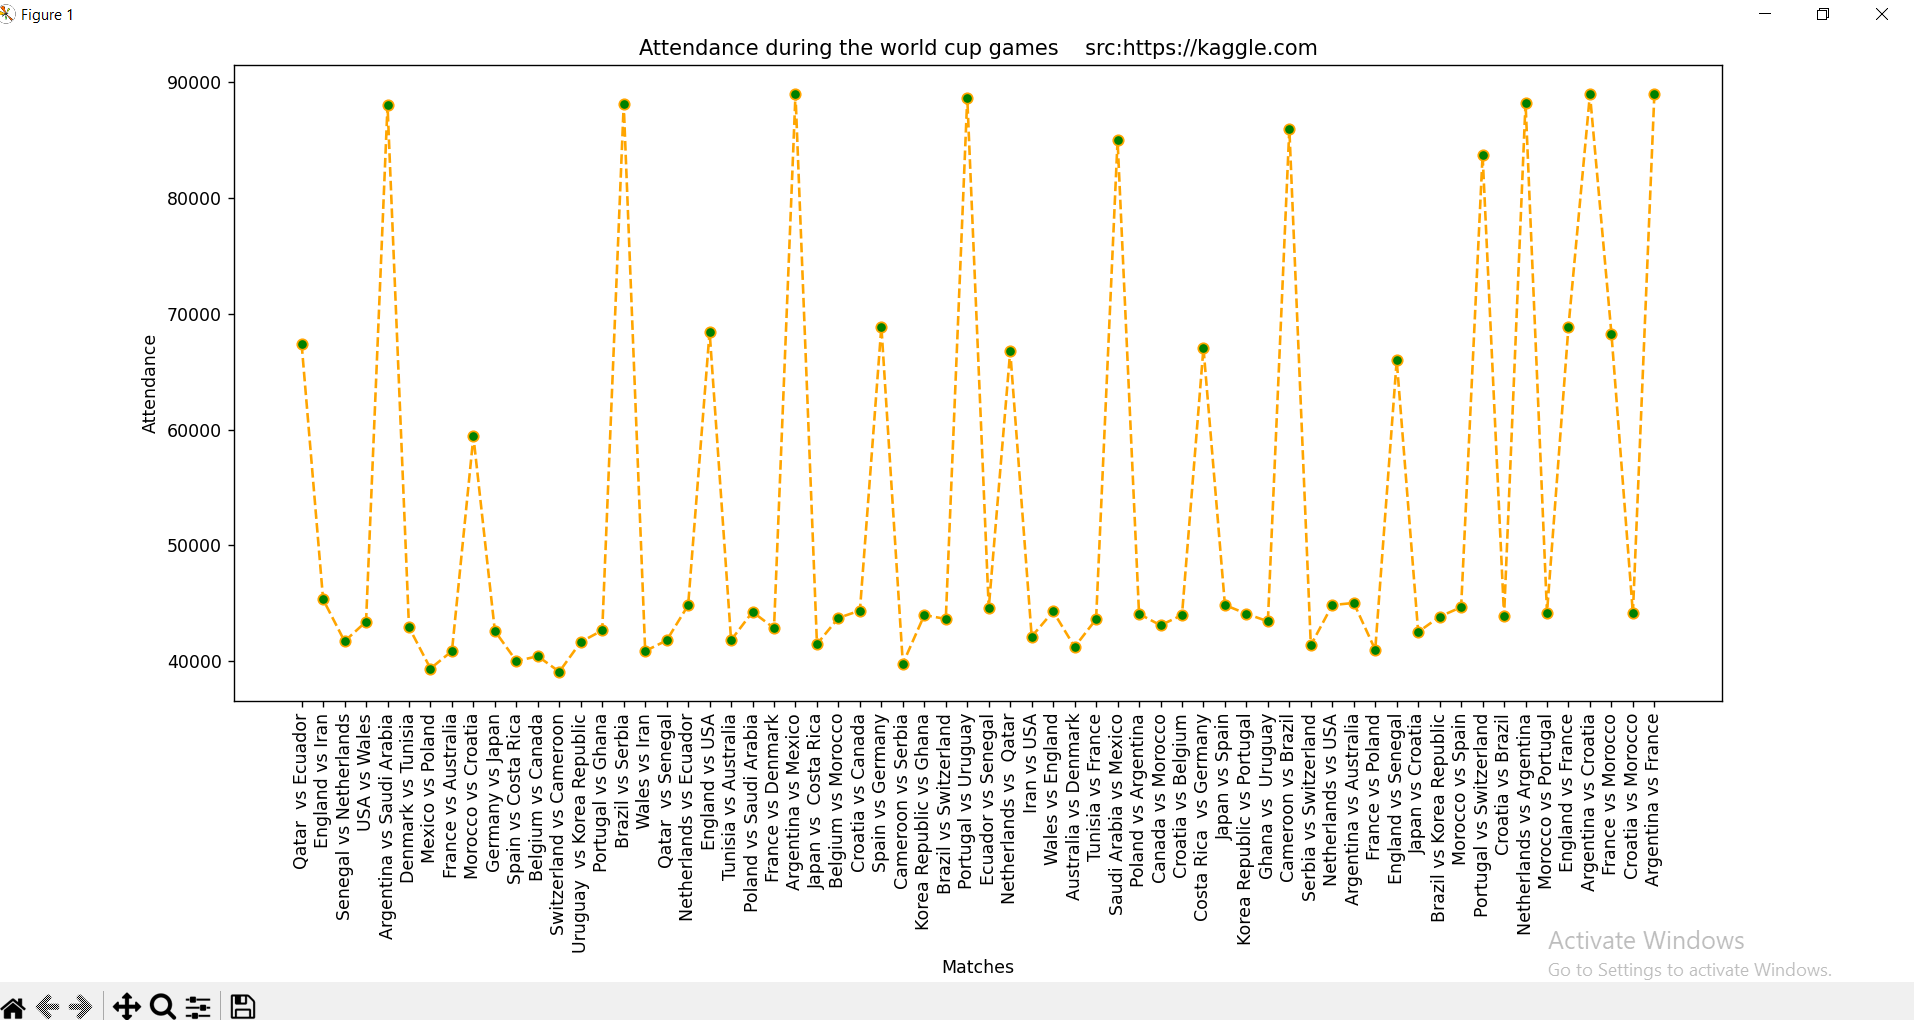 Figure 1
Attendance during the world cup games    src:https://kaggle.com
90000
80000
70000
60000
50000
40000
Attendance
Qatar  vs Ecuador
England vs Iran
Senegal vs Netherlands
USA vs Wales
Argentina vs Saudi Arabia
Denmark vs Tunisia
Mexico vs Poland
France vs Australia
Morocco vs Croatia
Germany vs Japan
Spain vs Costa Rica
Belgium vs Canada
Switzerland vs Cameroon
Uruguay  vs Korea Republic
Portugal vs Ghana
Brazil vs Serbia
Wales vs Iran
Qatar  vs Senegal
Netherlands vs Ecuador
England vs USA
Tunisia vs Australia
Poland vs Saudi Arabia
France vs Denmark
Argentina vs Mexico
Japan vs  Costa Rica
Belgium vs Morocco
Croatia vs Canada
Spain vs Germany
Cameroon vs Serbia
Korea Republic vs Ghana
Brazil vs Switzerland
Portugal vs Uruguay
Ecuador vs Senegal
Netherlands vs  Qatar
Iran vs USA
Wales vs England
Australia vs Denmark
Tunisia vs France
Saudi Arabia vs Mexico
Poland vs Argentina
Canada vs Morocco
Croatia vs Belgium
Costa Rica  vs Germany
Japan vs Spain
Korea Republic vs Portugal
Ghana vs  Uruguay
Cameroon vs Brazil
Serbia vs Switzerland
Netherlands vs USA
Argentina vs Australia
France vs Poland
England vs Senegal
Japan vs Croatia
Brazil vs Korea Republic
Morocco vs Spain
Portugal vs Switzerland
Croatia vs Brazil
Netherlands vs Argentina
Morocco vs Portugal
England vs France
Argentina vs Croatia
France vs Morocco
Croatia vs Morocco
Argentina vs France
Matches
Activate Windows
Go to Settings to activate Windows.